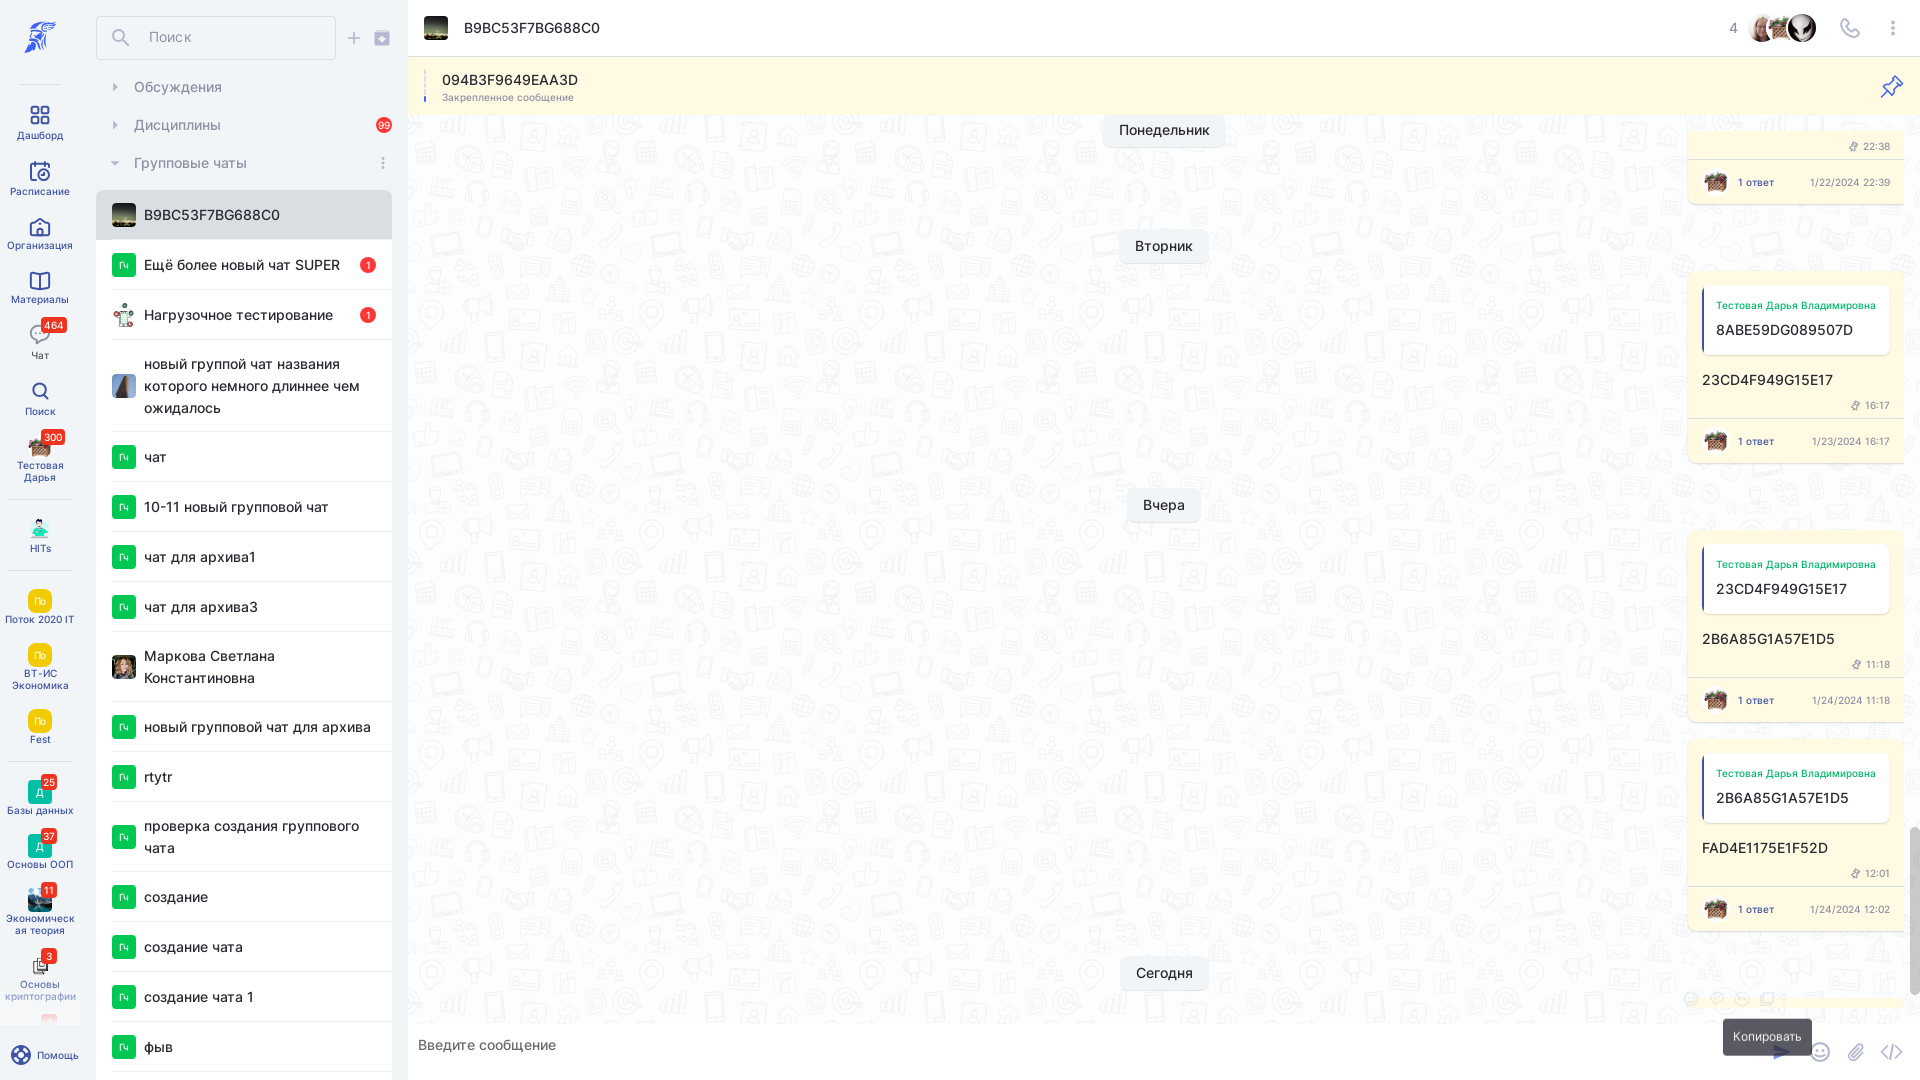 Дашборд
Расписание
Организация
Материалы
464
Чат
Поиск
300
Тестовая
Дарья
HITs
По
Поток 2020 IT
По
ВТ-ИС
Экономика
По
Fest
25
Д
Базы данных
37
Д
Основы ООП
11
Экономическ
ая теория
3
Основы
криптографии
Помощь
Поиск
Обсуждения
Дисциплины
99
Групповые чаты
B9BC53F7BG688C0
Гч Ещё более новый чат SUPER 1
Нагрузочное тестирование 1
новый группой чат названия
которого немного длиннее чем
ожидалось
Гч чат
Гч 10-11 новый групповой чат
Гч чат для архива1
Гч чат для архива3
Маркова Светлана
Константиновна
Гч новый групповой чат для архива
Гч rtytr
Гч проверка создания группового
чата
Гч создание
Гч создание чата
Гч создание чата 1
Гч фыв
B9BC53F7BG688C0
4
094B3F9649EAA3D
Закрепленное сообщение
Понедельник
22:38
1 ответ 1/22/2024 22:39
Вторник
Тестовая Дарья Владимировна
8ABE59DG089507D
23CD4F949G15E17
16:17
1 ответ 1/23/2024 16:17
Вчера
Тестовая Дарья Владимировна
23CD4F949G15E17
2B6A85G1A57E1D5
11:18
1 ответ 1/24/2024 11:18
Тестовая Дарья Владимировна
2B6A85G1A57E1D5
FAD4E1175E1F52D
12:01
1 ответ 1/24/2024 12:02
Сегодня
Копировать
Введите сообщение